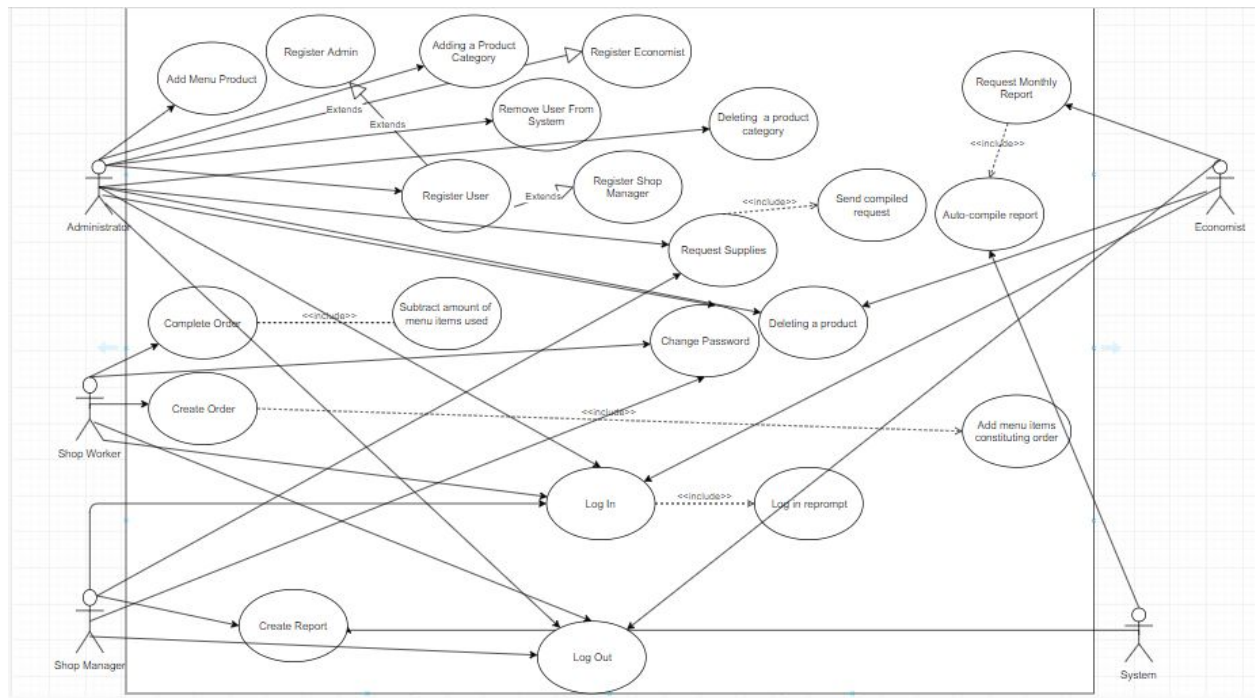 Register Admin
Adding a Product
Category
Register Economist
Add Menu Product
Request Monthly
Report
Extends
Remove User From
System
Deleting a product
category
Extends
<<include>>
Administrator
Register User
Extends
Register Shop
Manager
<<include>>
Send compiled
request
Auto-compile report
Economist
Request Supplies
Complete Order
<<include>>
Subtract amount of
menu items used
Change Password
Deleting a product
Shop Worker
Create Order
<<include>>
Add menu items
constituting order
Log In
<<include>>
Log in reprompt
Shop Manager
Create Report
Log Out
System